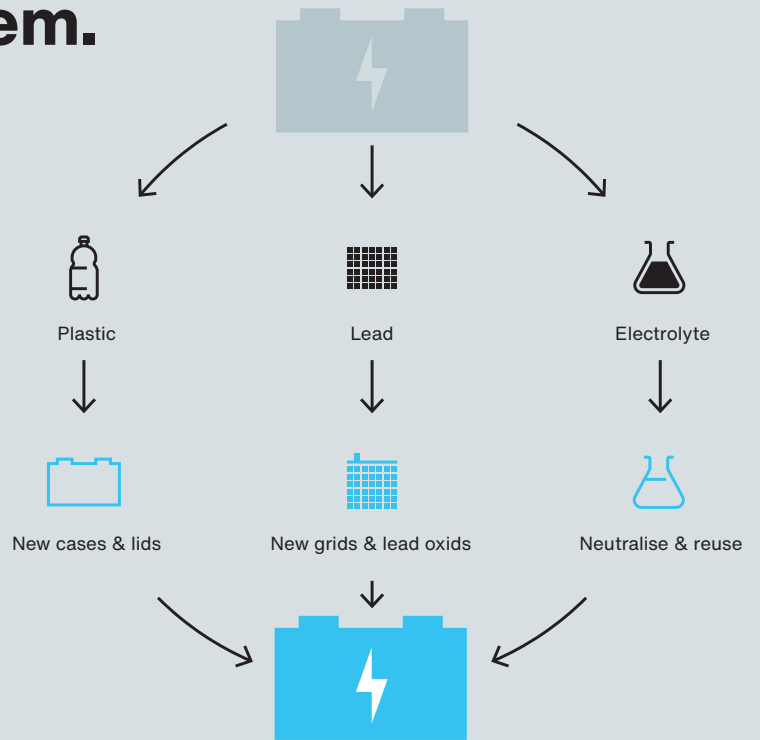 em.
Plastic
Lead
Electrolyte
New cases & lids
New grids & lead oxids
Neutralise & reuse